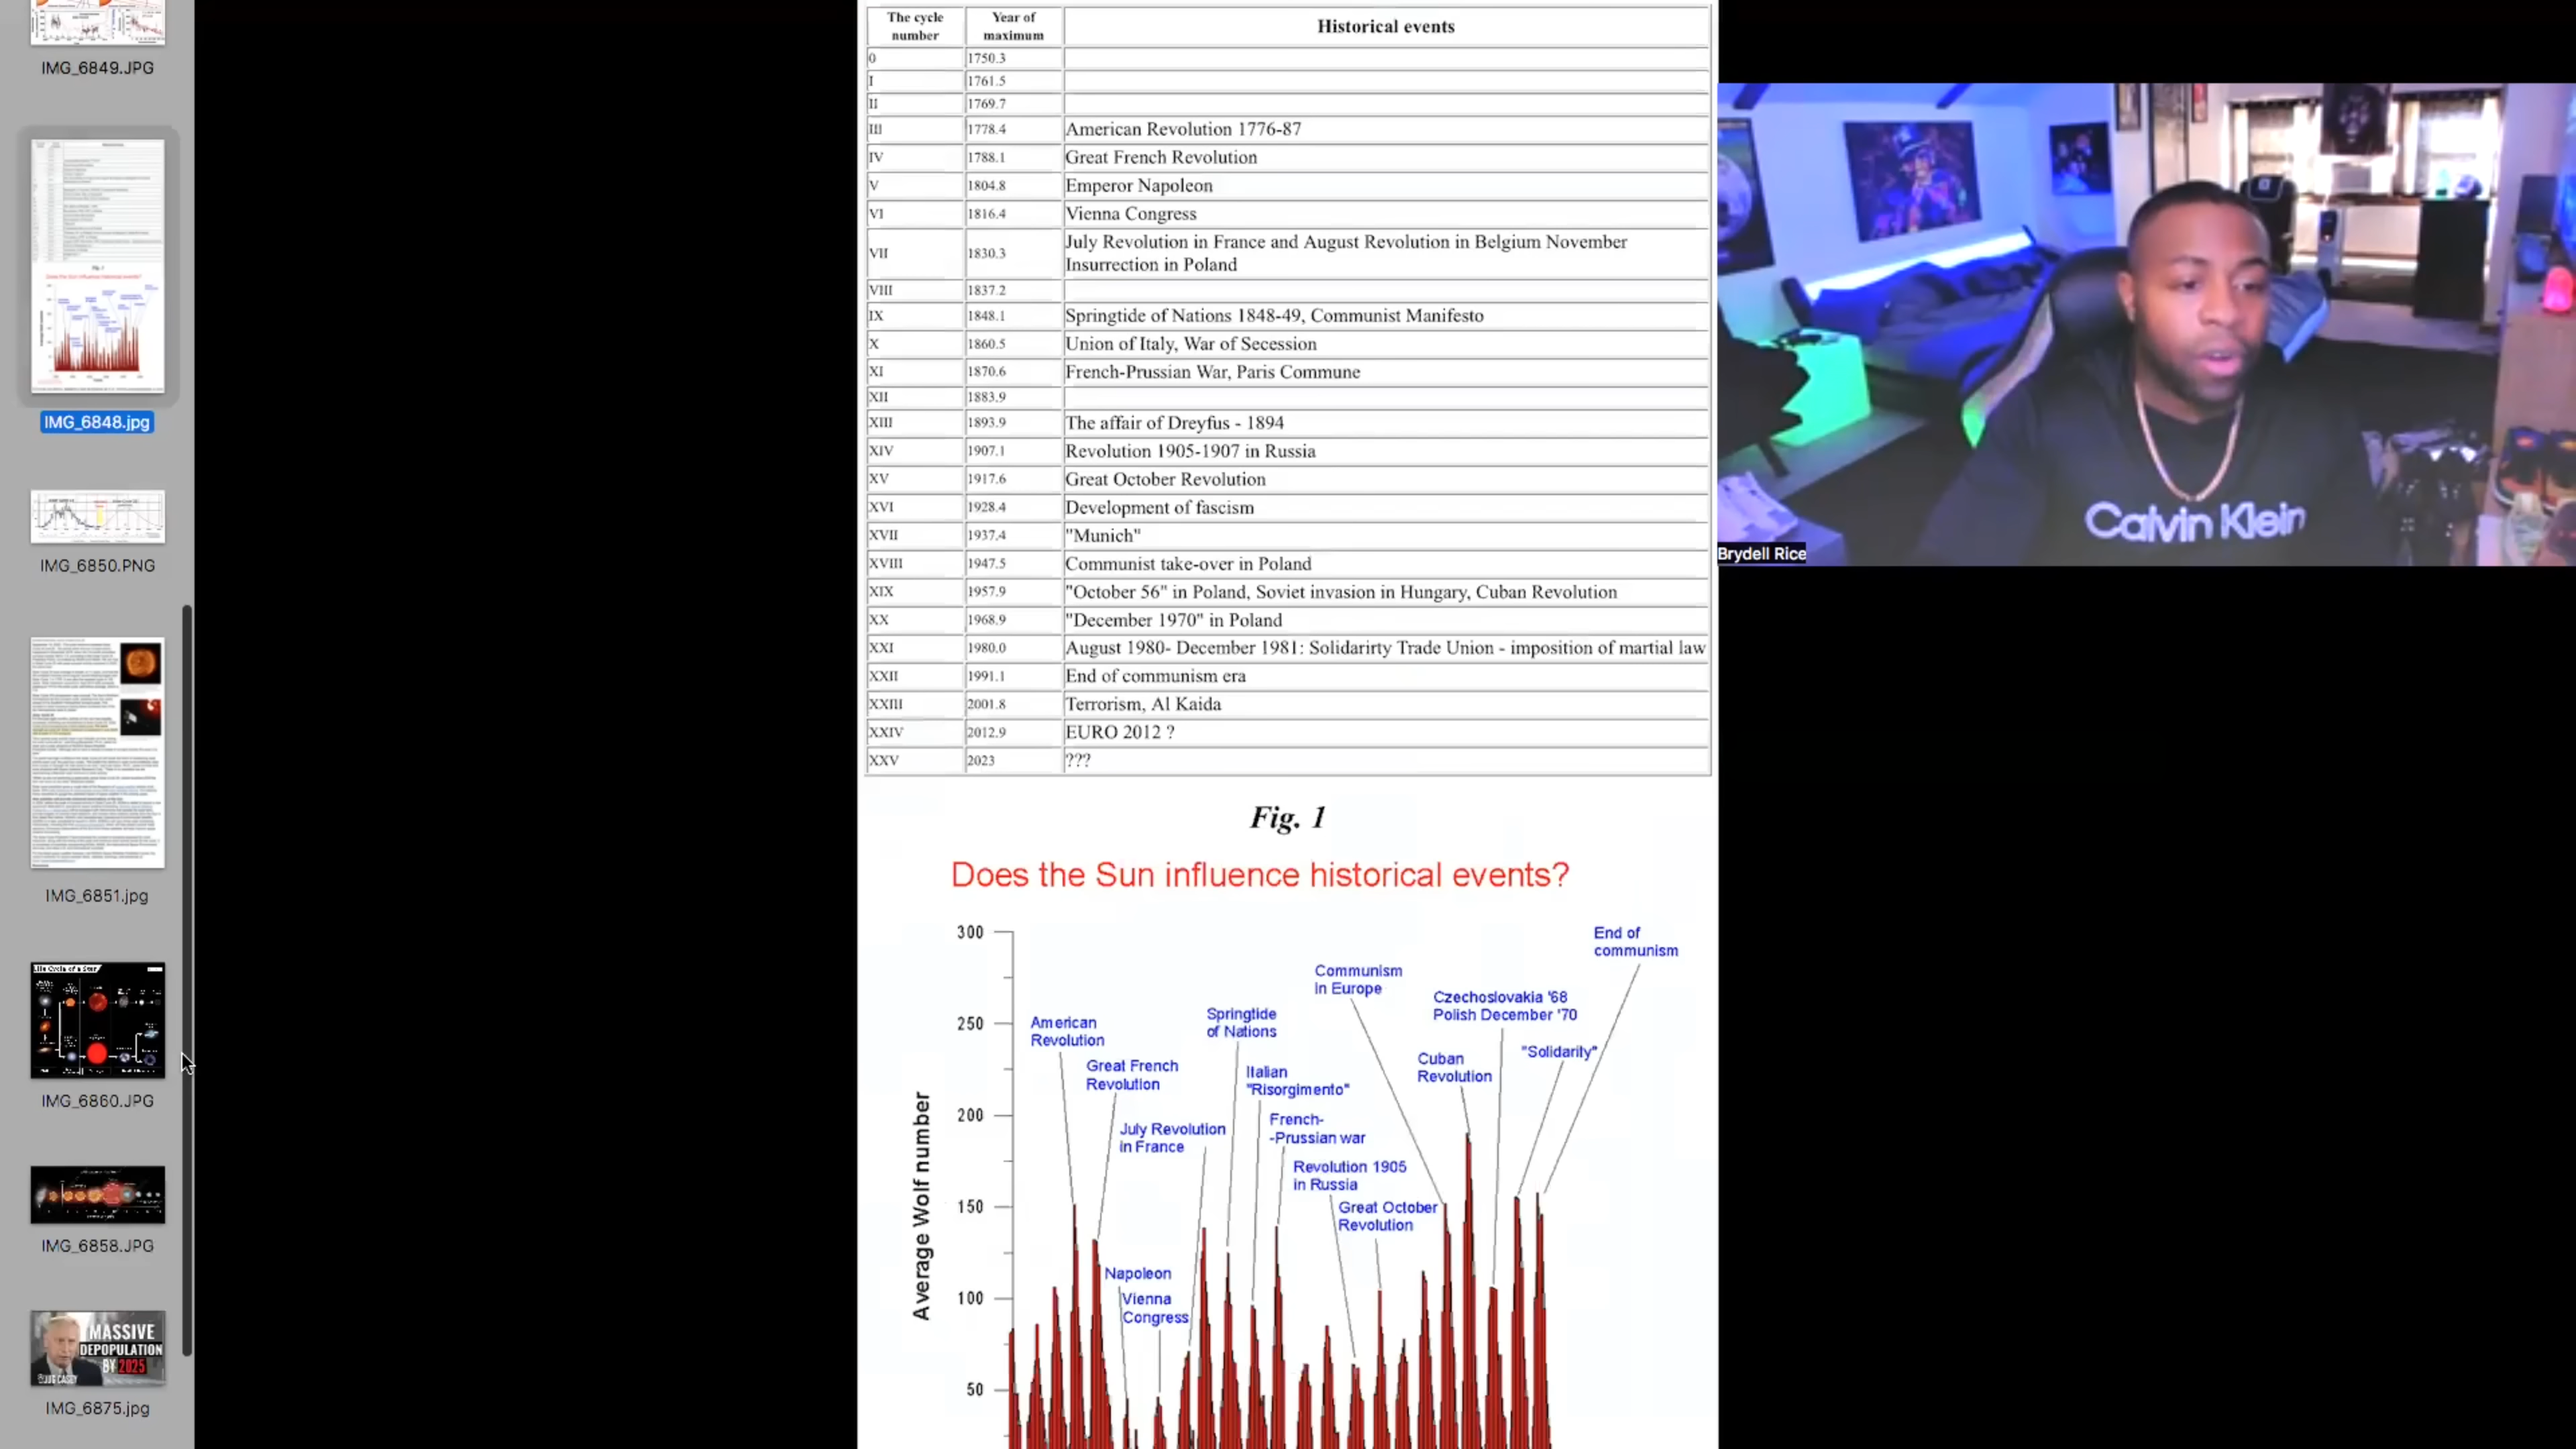 IMG_6849.JPG
IMG_6848.jpg
IMG_6850.PNG
IMG_6851.jpg
Life Cycle of a Star
IMG_6860.JPG
IMG_6858.JPG
MASSIVE
DEPOPULATION
BY 2025
DOUG CASEY
IMG_6875.jpg
The cycle number Year of maximum Historical events
0 1750.3
I 1761.5
II 1769.7
III 1778.4 American Revolution 1776-87
IV 1788.1 Great French Revolution
V 1804.8 Emperor Napoleon
VI 1816.4 Vienna Congress
VII 1830.3 July Revolution in France and August Revolution in Belgium November
Insurrection in Poland
VIII 1837.2
IX 1848.1 Springtide of Nations 1848-49, Communist Manifesto
X 1860.5 Union of Italy, War of Secession
XI 1870.6 French-Prussian War, Paris Commune
XII 1883.9
XIII 1893.9 The affair of Dreyfus - 1894
XIV 1907.1 Revolution 1905-1907 in Russia
XV 1917.6 Great October Revolution
XVI 1928.4 Development of fascism
XVII 1937.4 "Munich"
XVIII 1947.5 Communist take-over in Poland
XIX 1957.9 "October 56" in Poland, Soviet invasion in Hungary, Cuban Revolution
XX 1968.9 "December 1970" in Poland
XXI 1980.0 August 1980- December 1981: Solidarirty Trade Union - imposition of martial law
XXII 1991.1 End of communism era
XXIII 2001.8 Terrorism, Al Kaida
XXIV 2012.9 EURO 2012 ?
XXV 2023 ???
Fig. 1
Does the Sun influence historical events?
Average Wolf number
300
250
200
150
100
50
American
Revolution
Great French
Revolution
July Revolution
in France
Napoleon
Vienna
Congress
Springtide
of Nations
Italian
"Risorgimento"
French-
-Prussian war
Revolution 1905
in Russia
Great October
Revolution
Communism
in Europe
Cuban
Revolution
Czechoslovakia '68
Polish December '70
"Solidarity"
End of
communism
Calvin Klein
Brydell Rice